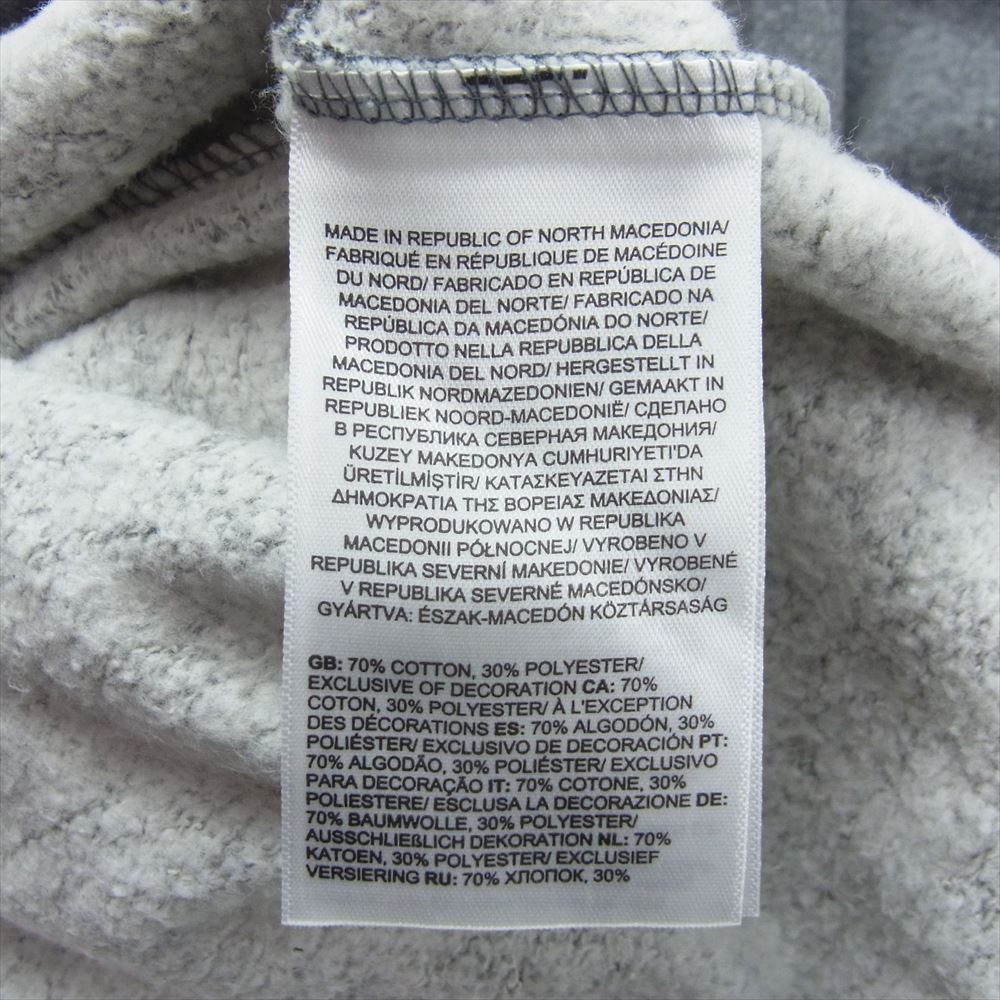 MADE IN REPUBLIC OF NORTH MACEDONIA/
FABRIQUÉ EN RÉPUBLIQUE DE MACÉDOINE
DU NORD/ FABRICADO EN REPÚBLICA DE
MACEDONIA DEL NORTE/ FABRICADO NA
REPÚBLICA DA MACEDÓNIA DO NORTE/
PRODOTTO NELLA REPUBBLICA DELLA
MACEDONIA DEL NORD/ HERGESTELLT IN
REPUBLIK NORDMAZEDONIEN/ GEMAAKT IN
REPUBLIEK NOORD-MACEDONIË/ СДЕЛАНО
В РЕСПУБЛИКА СЕВЕРНАЯ МАКЕДОНИЯ/
KUZEY MAKEDONYA CUMHURIYETI'DA
ÜRETİLMİŞTİR/ ΚΑΤΑΣΚΕΥΑΖΕΤΑΙ ΣΤΗΝ
ΔΗΜΟΚΡΑΤΙΑ ΤΗΣ ΒΟΡΕΙΑΣ ΜΑΚΕΔΟΝΙΑΣ/
WYPRODUKOWANO W REPUBLIKA
MACEDONII PÓŁNOCNEJ/ VYROBENO V
REPUBLIKA SEVERNÍ MAKEDONIE/ VYROBENÉ
V REPUBLIKA SEVERNÉ MACEDÓNSKO/
GYÁRTVA: ÉSZAK-MACEDÓN KÖZTÁRSASÁG
GB: 70% COTTON, 30% POLYESTER/
EXCLUSIVE OF DECORATION CA: 70%
COTON, 30% POLYESTER/ À L'EXCEPTION
DES DÉCORATIONS ES: 70% ALGODÓN, 30%
POLIÉSTER/ EXCLUSIVO DE DECORACIÓN PT:
70% ALGODÃO, 30% POLIÉSTER/ EXCLUSIVO
PARA DECORAÇÃO IT: 70% COTONE, 30%
POLIESTERE/ ESCLUSA LA DECORAZIONE DE:
70% BAUMWOLLE, 30% POLYESTER/
AUSSCHLIEßLICH DEKORATION NL: 70%
KATOEN, 30% POLYESTER/ EXCLUSIEF
VERSIERING RU: 70% ХЛОПОК, 30%